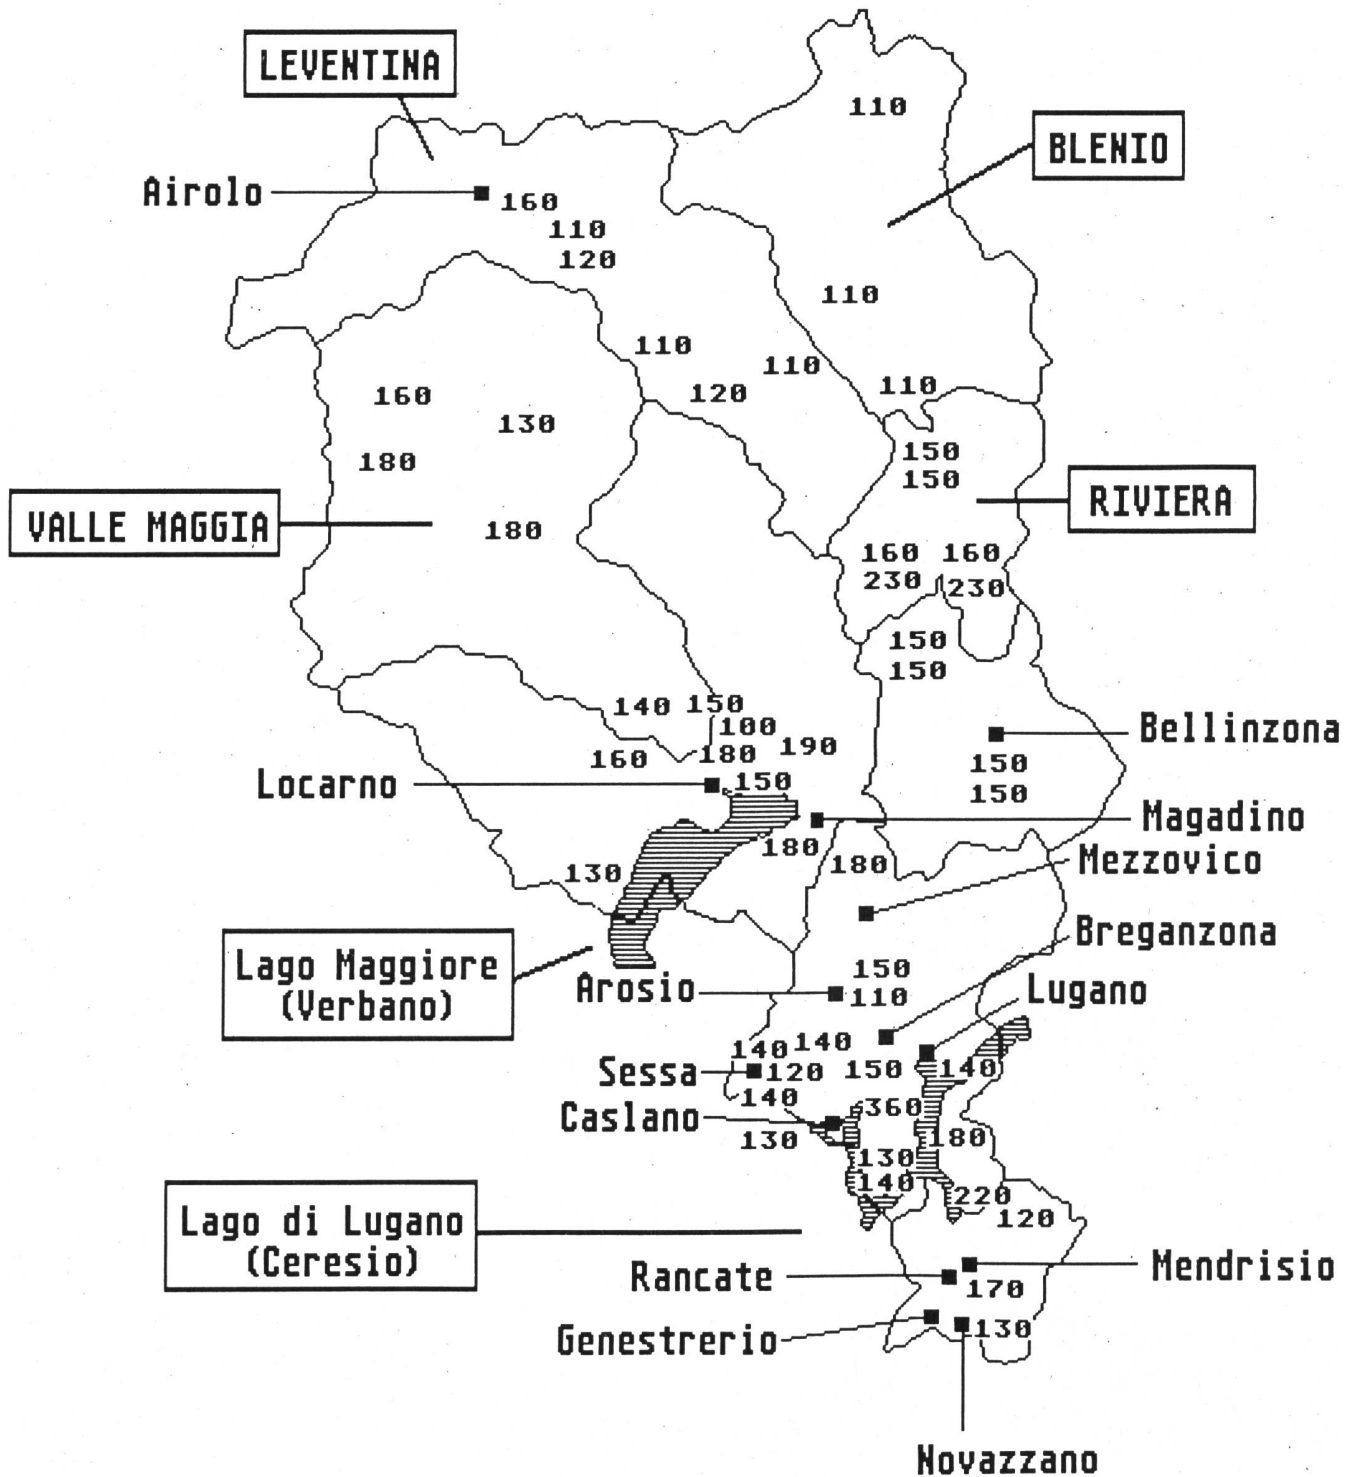 LEVENTINA
110
BLENIO
Airolo
160
110
120
110
110
110
120
110
160
130
150
180
150
RIVIERA
VALLE MAGGIA
180
160 160
230 230
150
150
140 150
100
Bellinzona
190
160 180
150
Locarno
150
150
Magadino
180
180
Mezzovico
130
Breganzona
Lago Maggiore
(Verbano)
150
Arosio
110
Lugano
140 140
Sessa
120 150 140
140
360
Caslano
130
180
130
140
220
120
Lago di Lugano
(Ceresio)
Rancate
Mendrisio
170
Genestrerio
130
Novazzano